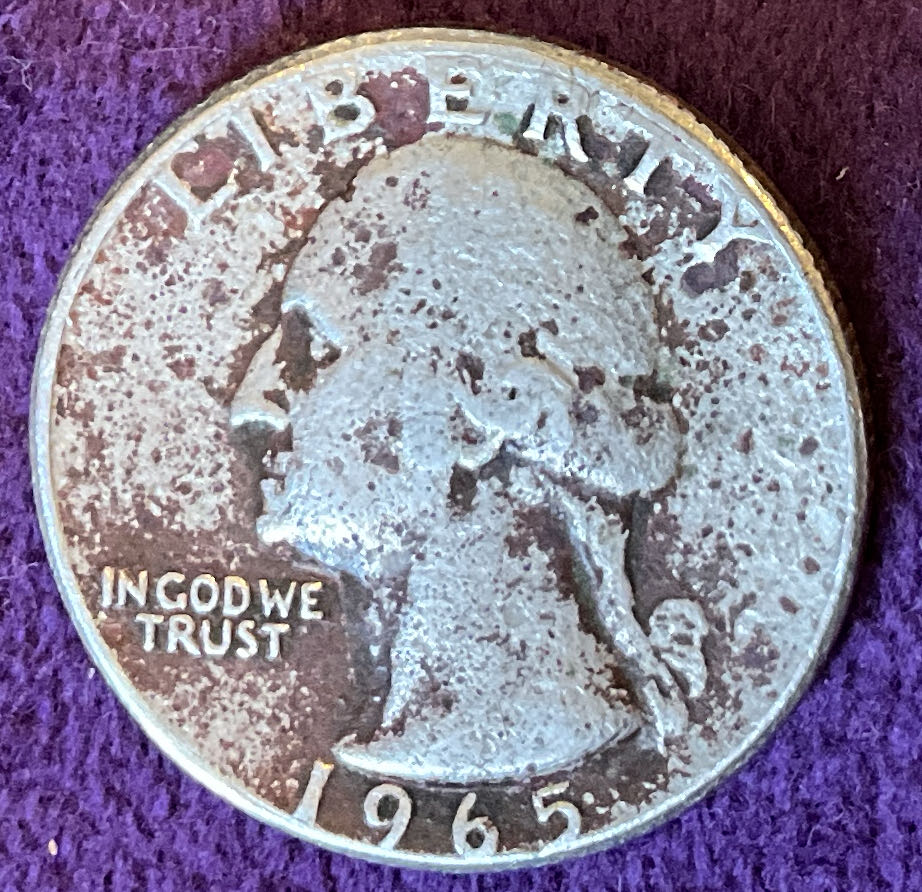 LIBERTY
IN GOD WE
TRUST
1965